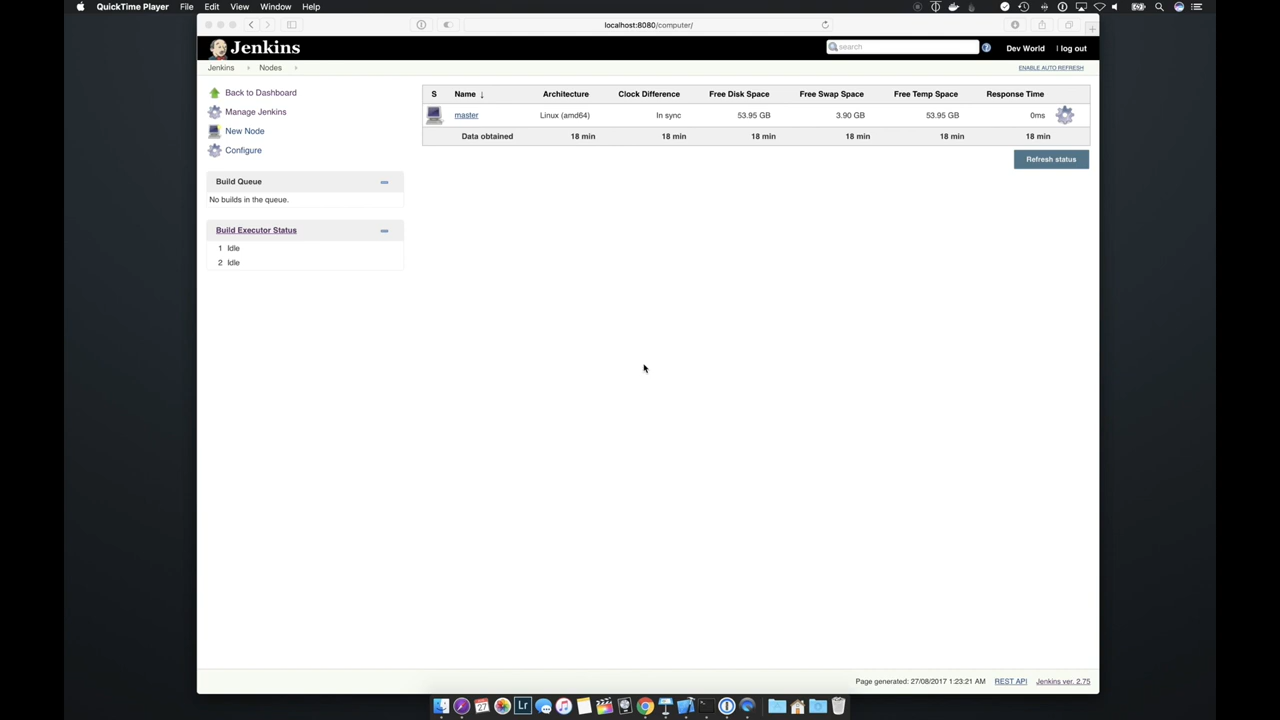 QuickTime Player File Edit View Window Help
localhost:8080/computer/
Jenkins
search
Dev World
log out
Jenkins
Nodes
ENABLE AUTO REFRESH
Back to Dashboard
Manage Jenkins
New Node
Configure
Build Queue
No builds in the queue.
Build Executor Status
1 Idle
2 Idle
S Name ↓ Architecture Clock Difference Free Disk Space Free Swap Space Free Temp Space Response Time
master Linux (amd64) In sync 53.95 GB 3.90 GB 53.95 GB 0ms
Data obtained 18 min 18 min 18 min 18 min 18 min 18 min
Refresh status
Page generated: 27/08/2017 1:23:21 AM REST API Jenkins ver. 2.75
Lr